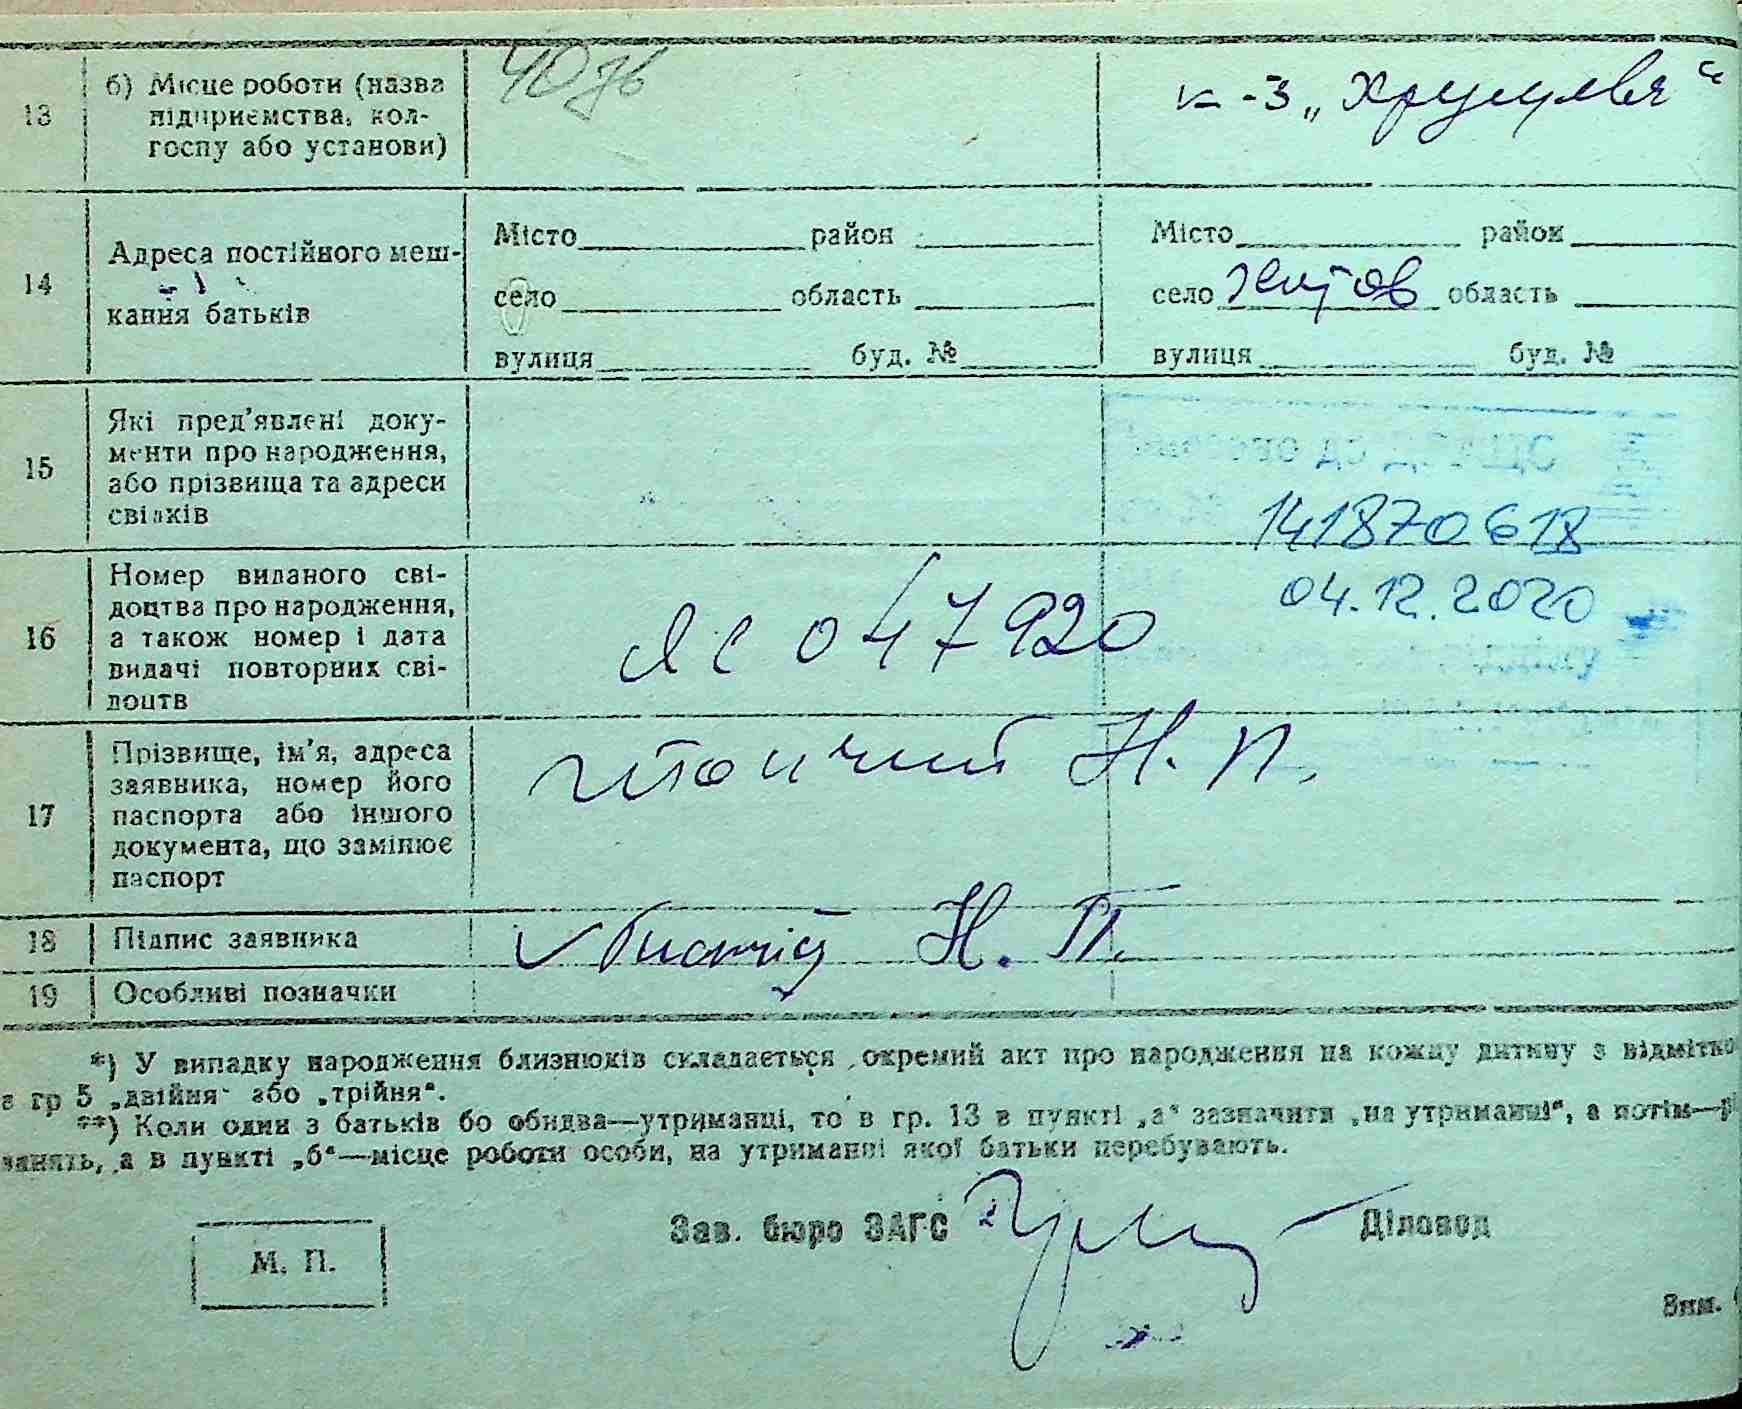 13
б) Місце роботи (назва
підприємства, кол-
госпу або установи)
к-з „Хрущова“
14
Адреса постійного меш-
кання батьків
Місто район
село область
вулиця буд. №
Місто район
село область
вулиця буд. №
15
Які пред'явлені доку-
менти про народження,
або прізвища та адреси
свідків
141870618
04.12.2020
16
Номер виданого сві-
доцтва про народження,
а також номер і дата
видачі повторних сві-
доцтв
ЯС 047920
17
Прізвище, ім'я, адреса
заявника, номер його
паспорта або іншого
документа, що замінює
паспорт
Н. П.
18
Підпис заявника
Н. П.
19
Особливі позначки
*) У випадку народження близнюків складається окремий акт про народження на кожну дитину з відмітко
в гр 5 „двійня“ або „трійня“.
**) Коли один з батьків бо обидва—утриманці, то в гр. 13 в пункті „а“ зазначити „на утриманні“, а потім—
занять, а в пункті „б“—місце роботи особи, на утриманні якої батьки перебувають.
Зав. бюро ЗАГС Діловод
М. П.
Зам.